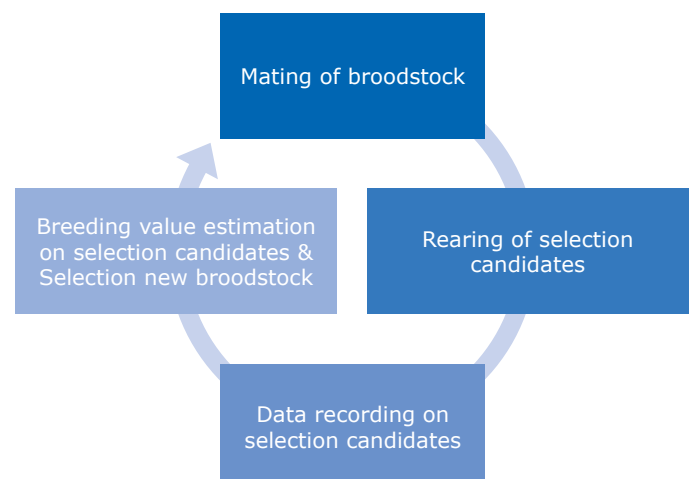 Mating of broodstock
Rearing of selection
candidates
Data recording on
selection candidates
Breeding value estimation
on selection candidates &
Selection new broodstock